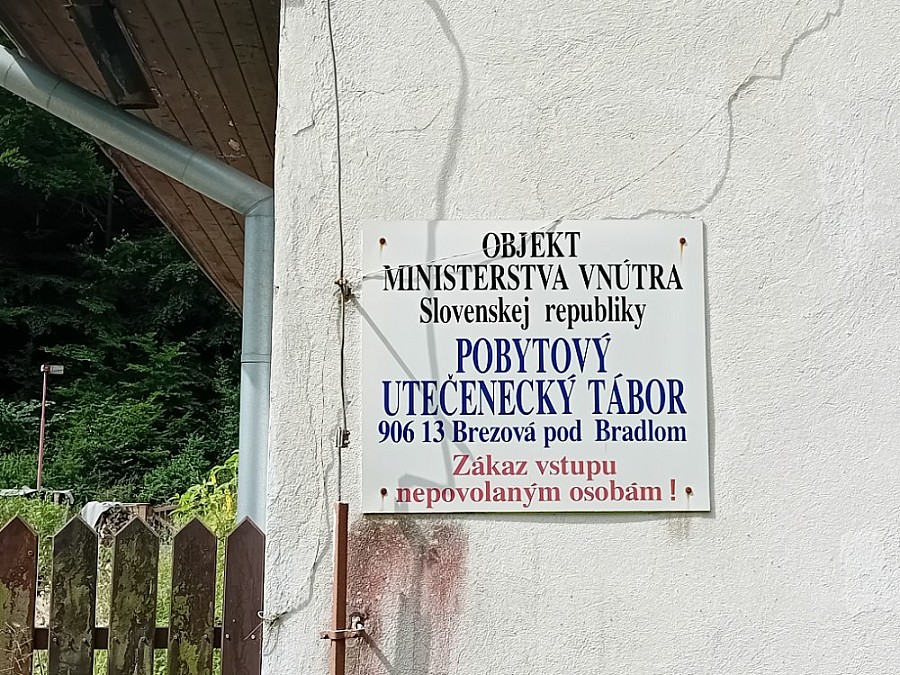 OBJEKT
MINISTERSTVA VNÚTRA
Slovenskej republiky
POBYTOVÝ
UTEČENECKÝ TÁBOR
906 13 Brezová pod Bradlom
Zákaz vstupu
nepovolaným osobám !